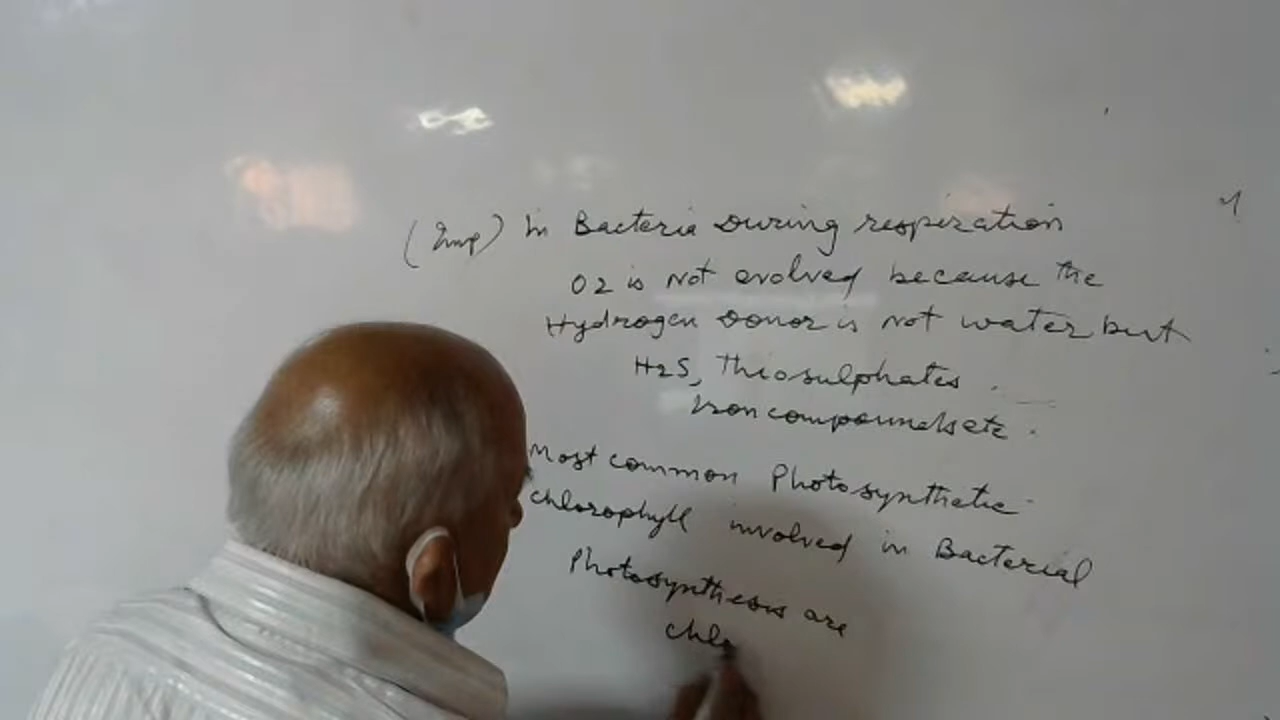 (Imp) In Bacteria During respiration
O2 is Not evolved because the
Hydrogen Donor is not water but
H2S, Thiosulphates.
Iron compounds etc.
Most common Photosynthetic
chlorophyll involved in Bacterial
Photosynthesis are
chlo